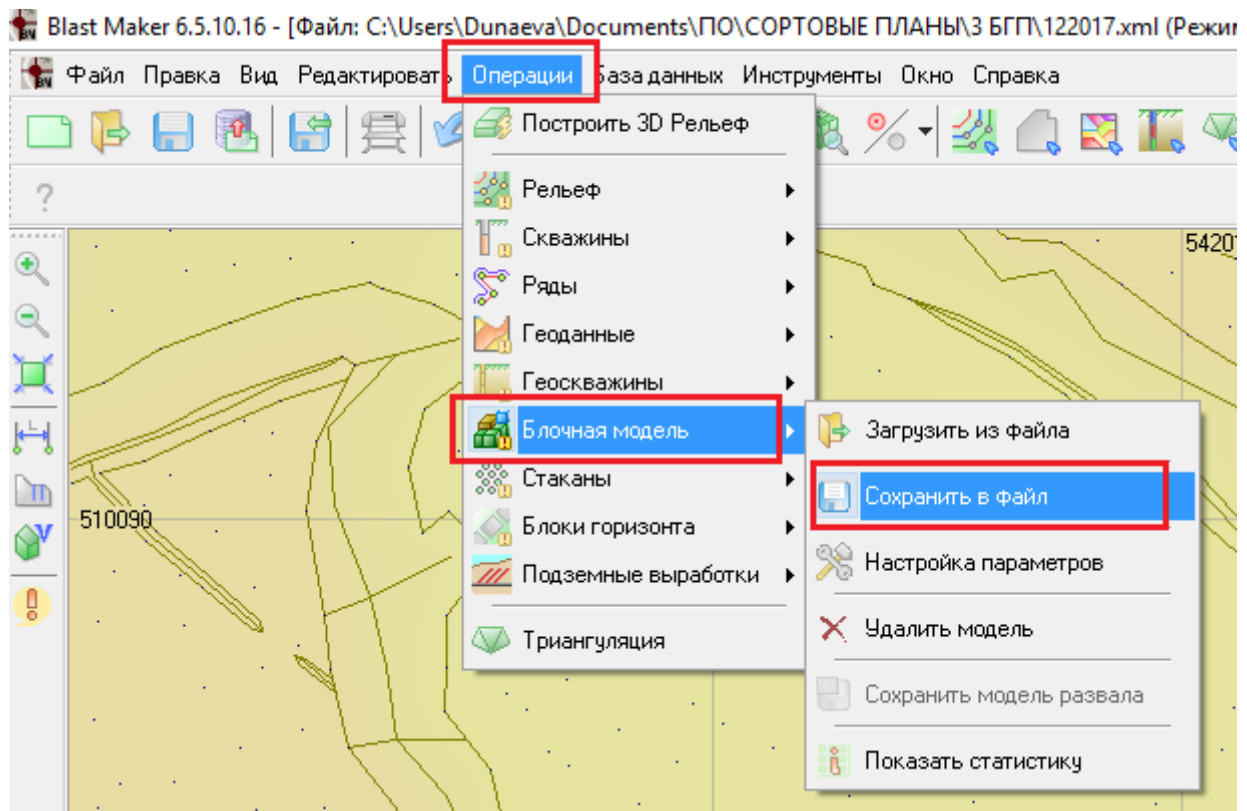 Blast Maker 6.5.10.16 - [Файл: C:\Users\Dunaeva\Documents\ПО\СОРТОВЫЕ ПЛАНЫ\3 БГП\122017.xml (Режим
Файл Правка Вид Редактировать Операции База данных Инструменты Окно Справка
Построить 3D Рельеф
Рельеф
Скважины
54201
Ряды
Геоданные
Геоскважины
Блочная модель
Загрузить из файла
Стаканы
Сохранить в файл
510090
Блоки горизонта
Настройка параметров
Подземные выработки
Удалить модель
Триангуляция
Сохранить модель развала
Показать статистику